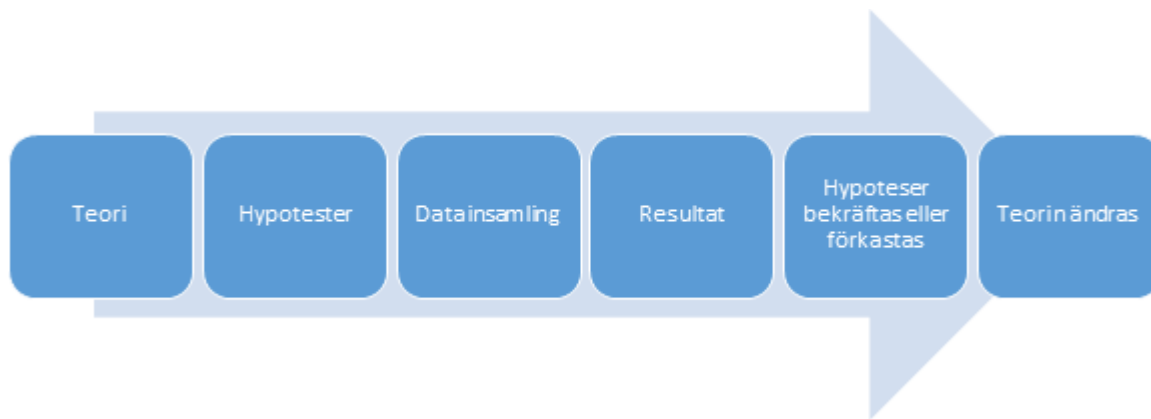 Teori
Hypotester
Datainsamling
Resultat
Hypoteser
bekräftas eller
förkastas
Teorin ändras